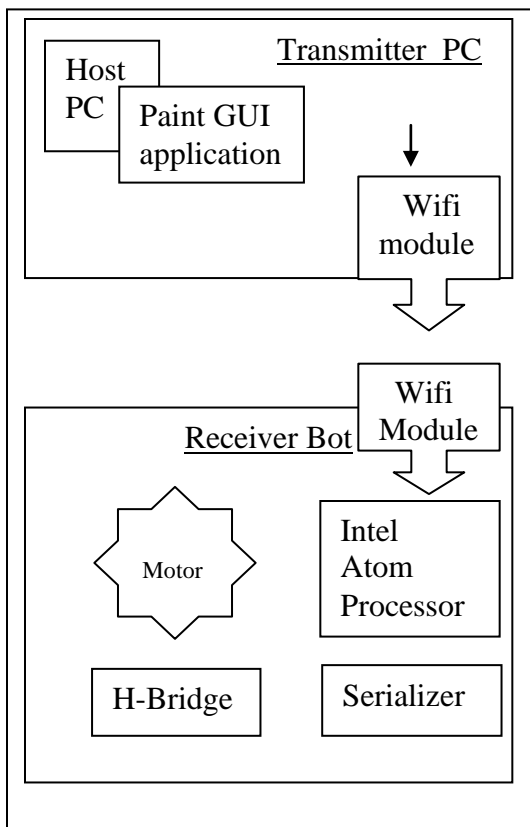 Transmitter PC
Host
PC
Paint GUI
application
Wifi
module
Wifi
Module
Receiver Bot
Motor
Intel
Atom
Processor
H-Bridge
Serializer